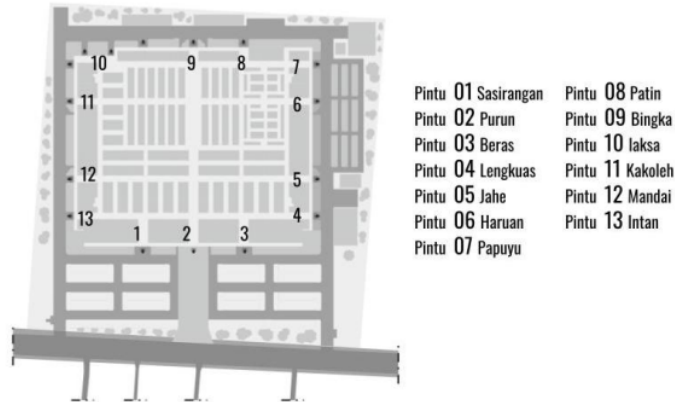 10 9 8 7
11 6
12 5
13 4
1 2 3
Pintu 01 Sasirangan
Pintu 02 Purun
Pintu 03 Beras
Pintu 04 Lengkuas
Pintu 05 Jahe
Pintu 06 Haruan
Pintu 07 Papuyu
Pintu 08 Patin
Pintu 09 Bingka
Pintu 10 laksa
Pintu 11 Kakoleh
Pintu 12 Mandai
Pintu 13 Intan